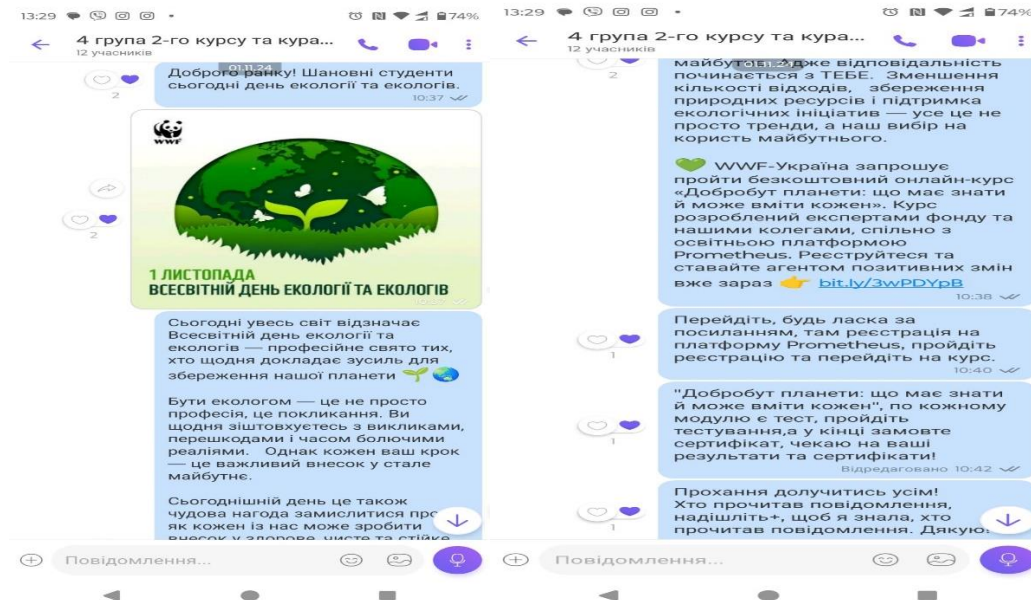 13:29
74%
4 група 2-го курсу та кура...
12 учасників
01.11.24
Доброго ранку! Шановні студенти
сьогодні день екології та екологів.
10:37
2
WWF
1 ЛИСТОПАДА
ВСЕСВІТНІЙ ДЕНЬ ЕКОЛОГІЇ ТА ЕКОЛОГІВ
2
Сьогодні увесь світ відзначає
Всесвітній день екології та
екологів — професійне свято тих,
хто щодня докладає зусиль для
збереження нашої планети 🌱🌏
Бути екологом — це не просто
професія, це покликання. Ви
щодня зіштовхуєтесь з викликами,
перешкодами і часом болючими
реаліями. Однак кожен ваш крок
— це важливий внесок у стале
майбутнє.
Сьогоднішній день це також
чудова нагода замислитися про
як кожен із нас може зробити
внесок у здорове, чисте та стійке
Повідомлення...
13:29
74%
4 група 2-го курсу та кура...
12 учасників
01.11.24
2
відповідальність
починається з ТЕБЕ. Зменшення
кількості відходів, збереження
природних ресурсів і підтримка
екологічних ініціатив — усе це не
просто тренди, а наш вибір на
користь майбутнього.
💚 WWF-Україна запрошує
пройти безкоштовний онлайн-курс
«Добробут планети: що має знати
й може вміти кожен». Курс
розроблений експертами фонду та
нашими колегами, спільно з
освітньою платформою
Prometheus. Реєструйтеся та
ставайте агентом позитивних змін
вже зараз 👉 bit.ly/3wPDYpB
10:38
Перейдіть, будь ласка за
посиланням, там реєстрація на
платформу Prometheus, пройдіть
реєстрацію та перейдіть на курс.
10:40
1
"Добробут планети: що має знати
й може вміти кожен", по кожному
модулю є тест, пройдіть
тестування,а у кінці замовте
сертифікат, чекаю на ваші
результати та сертифікати!
Відредаговано 10:42
1
Прохання долучитись усім!
Хто прочитав повідомлення,
надішліть+, щоб я знала, хто
прочитав повідомлення. Дякую!
1
Повідомлення...